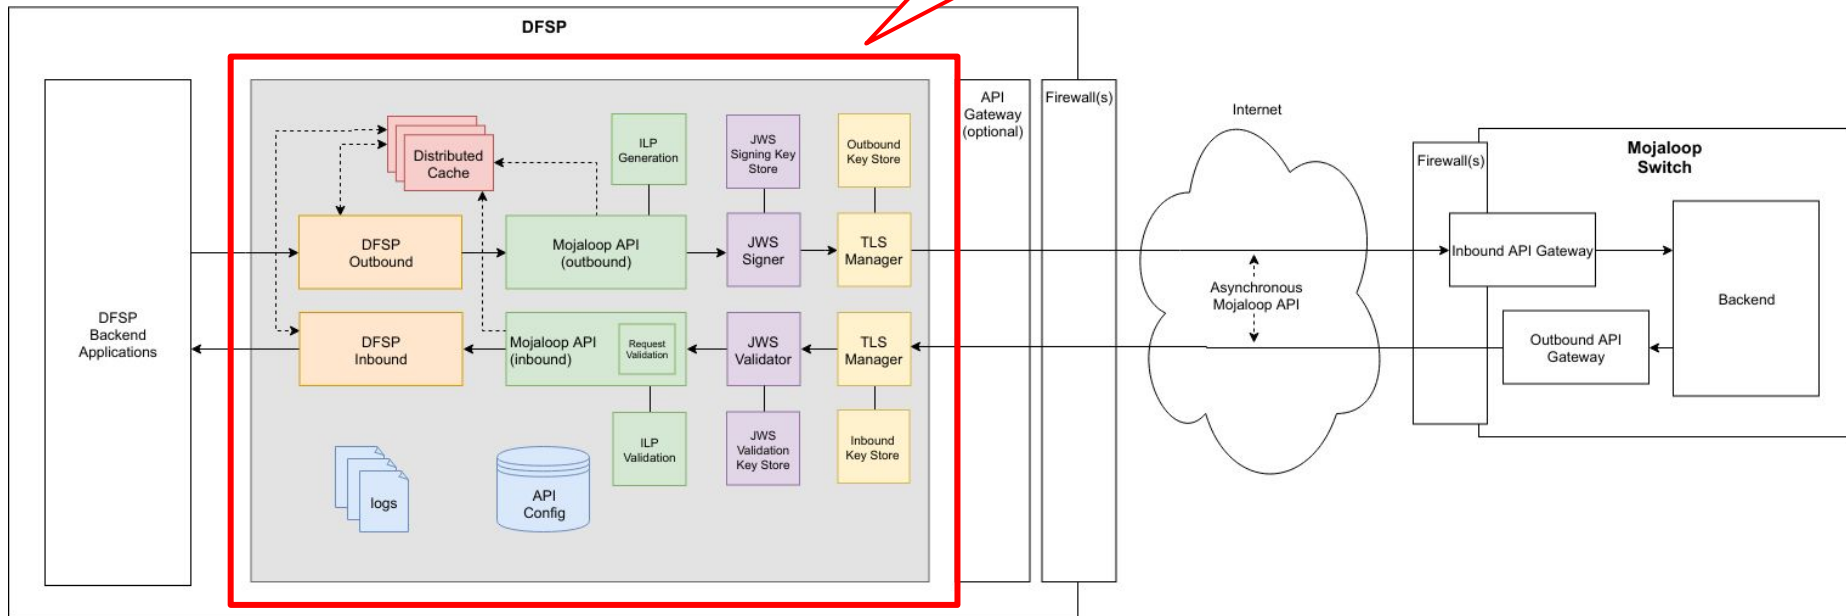 DFSP
DFSP
Backend
Applications
Distributed
Cache
ILP
Generation
JWS
Signing Key
Store
Outbound
Key Store
DFSP
Outbound
Mojaloop API
(outbound)
JWS
Signer
TLS
Manager
DFSP
Inbound
Mojaloop API
(inbound)
Request
Validation
JWS
Validator
TLS
Manager
ILP
Validation
JWS
Validation
Key Store
Inbound
Key Store
logs
API
Config
API
Gateway
(optional)
Firewall(s)
Internet
Asynchronous
Mojaloop API
Firewall(s)
Mojaloop
Switch
Inbound API Gateway
Outbound API
Gateway
Backend